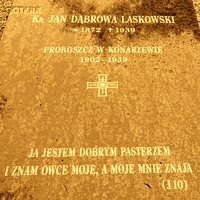 Ks. JAN DĄBROWA LASKOWSKI
+ 1872 + 1939
PROBOSZCZ W KONARZEWIE
1902 - 1939
JA JESTEM DOBRYM PASTERZEM
I ZNAM OWCE MOJE, A MOJE MNIE ZNAJĄ